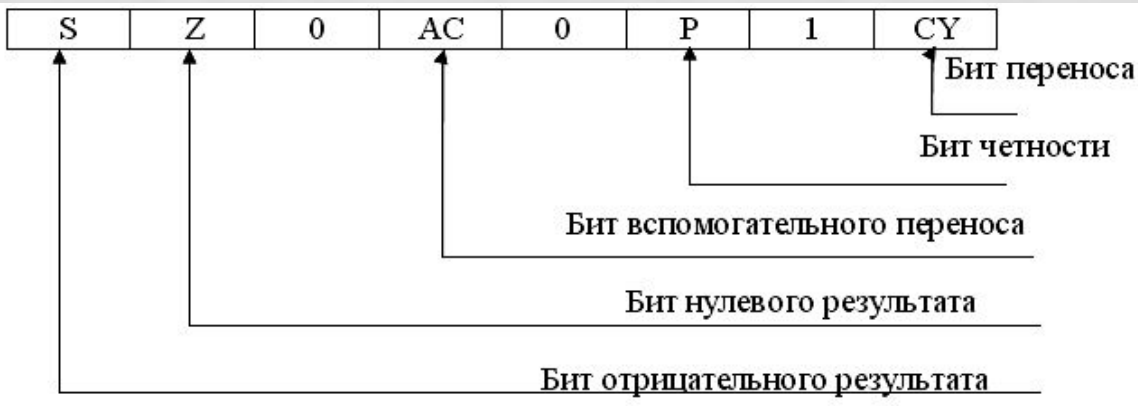 S Z 0 AC 0 P 1 CY
Бит переноса
Бит четности
Бит вспомогательного переноса
Бит нулевого результата
Бит отрицательного результата